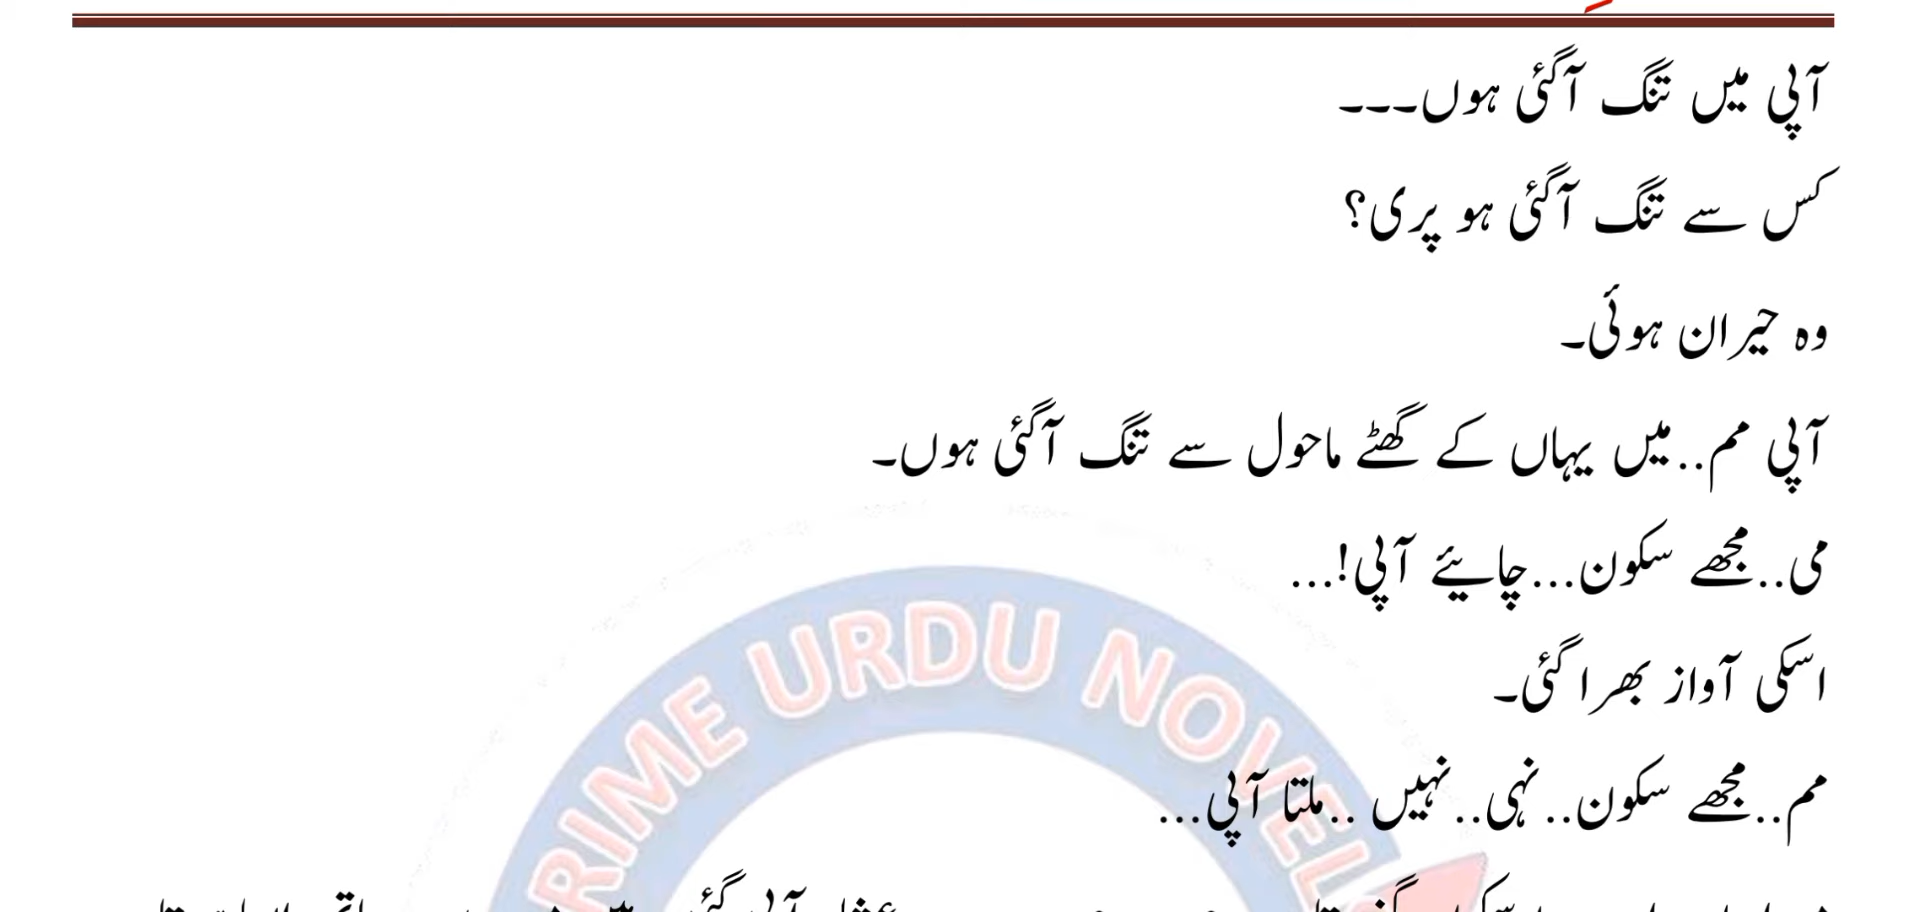 آپی میں تنگ آگئی ہوں۔۔۔
کس سے تنگ آگئی ہو پری؟
وہ حیران ہوئی۔
آپی مم..میں یہاں کے گھٹے ماحول سے تنگ آگئی ہوں۔
می..مجھے سکون...چاہیئے آپی!...
اسکی آواز بھرا گئی۔
مم..مجھے سکون..نہی..نہیں ..ملتا آپی...
RIME URDU NOVEL